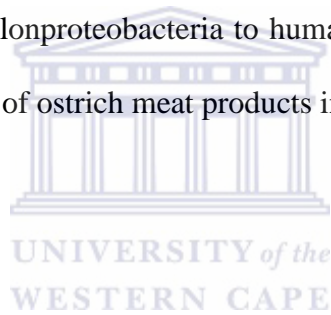 lonproteobacteria to huma
of ostrich meat products i
UNIVERSITY of the
WESTERN CAPE